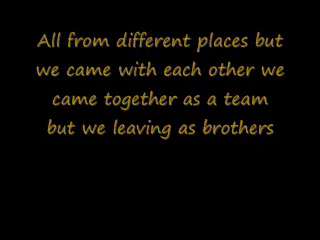 All from different places but
we came with each other we
came together as a team
but we leaving as brothers